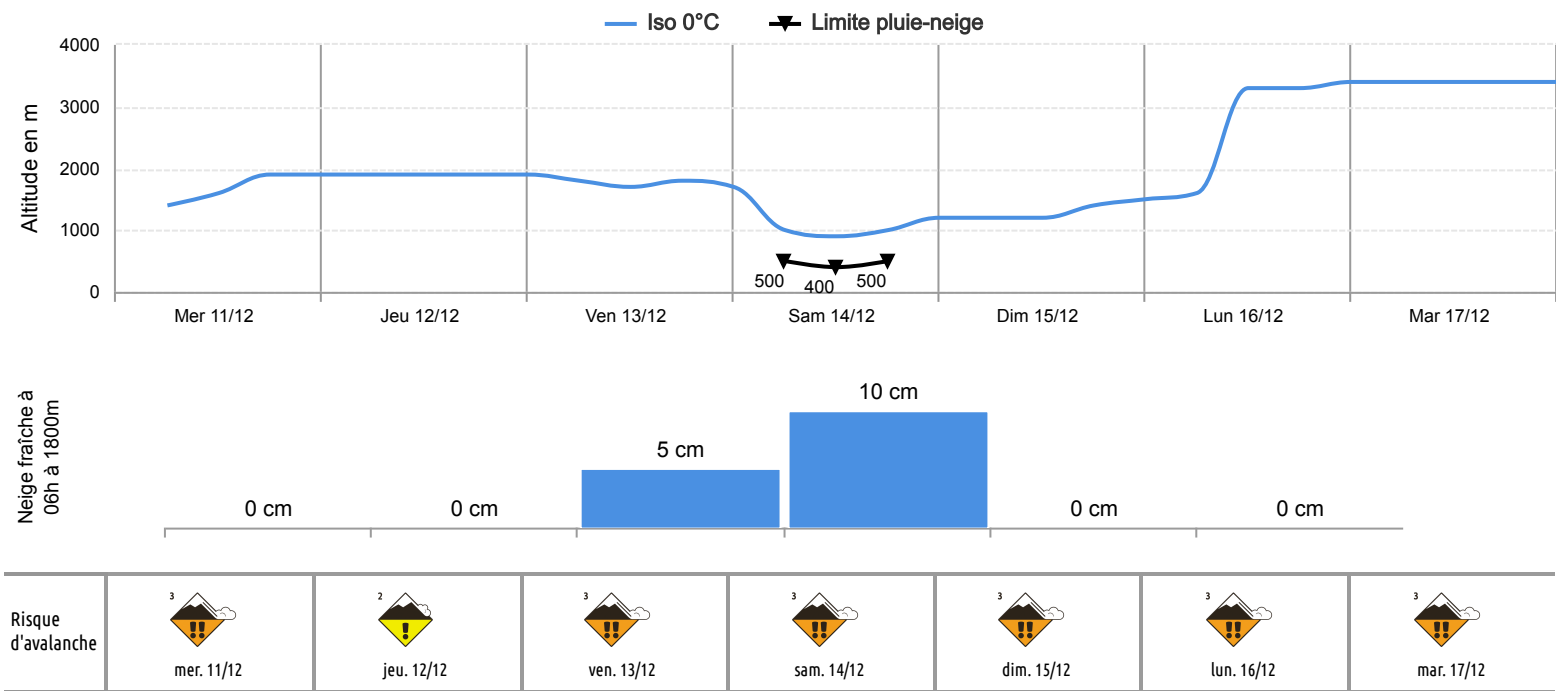 Iso 0°C Limite pluie-neige
Altitude en m
4000
3000
2000
1000
0
500 400 500
Mer 11/12 Jeu 12/12 Ven 13/12 Sam 14/12 Dim 15/12 Lun 16/12 Mar 17/12
Neige fraîche à
06h à 1800m
0 cm 0 cm 5 cm 10 cm 0 cm 0 cm
Risque
d'avalanche
3 2 3 3 3 3 3
!! ! !! !! !! !! !!
mer. 11/12 jeu. 12/12 ven. 13/12 sam. 14/12 dim. 15/12 lun. 16/12 mar. 17/12